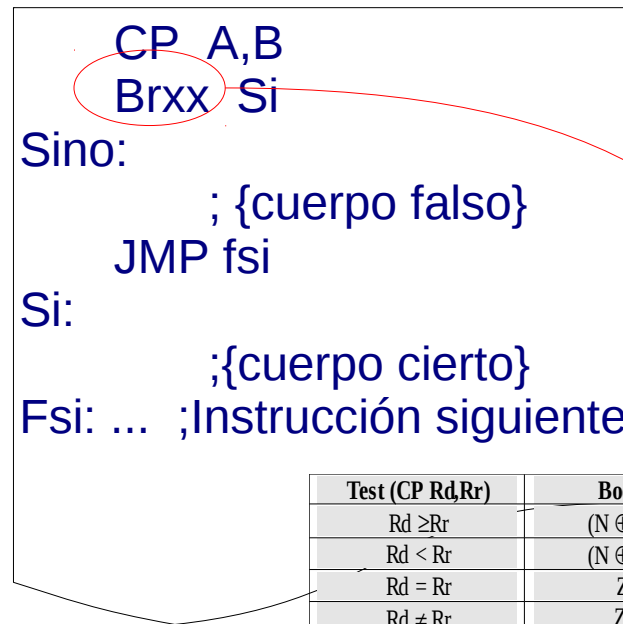 CP A,B
Brxx Si
Sino:
; {cuerpo falso}
JMP fsi
Si:
;{cuerpo cierto}
Fsi: ... ;Instrucción siguiente
Test (CP Rd,Rr) Bo
Rd ≥Rr (N ⊕
Rd < Rr (N ⊕
Rd = Rr Z
Rd ≠ Rr Z